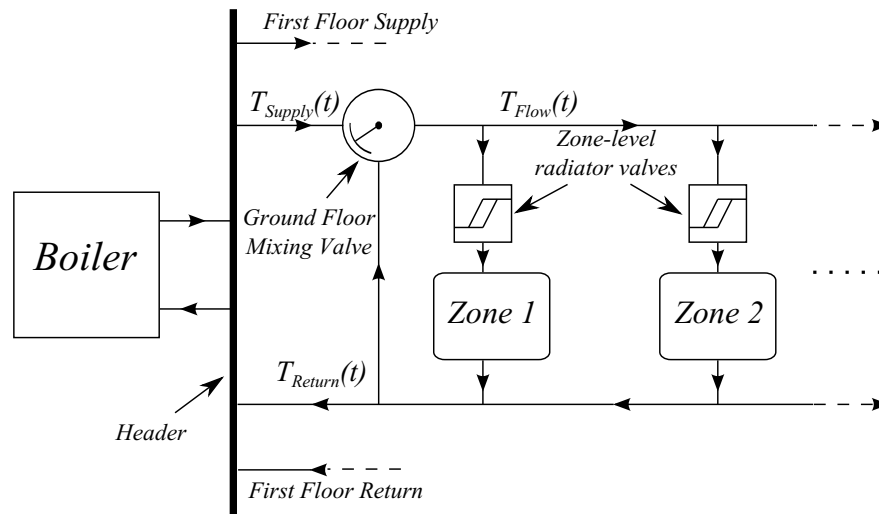 First Floor Supply
T_Supply(t)
T_Flow(t)
Zone-level
radiator valves
Ground Floor
Mixing Valve
Boiler
Zone 1
Zone 2
T_Return(t)
Header
First Floor Return